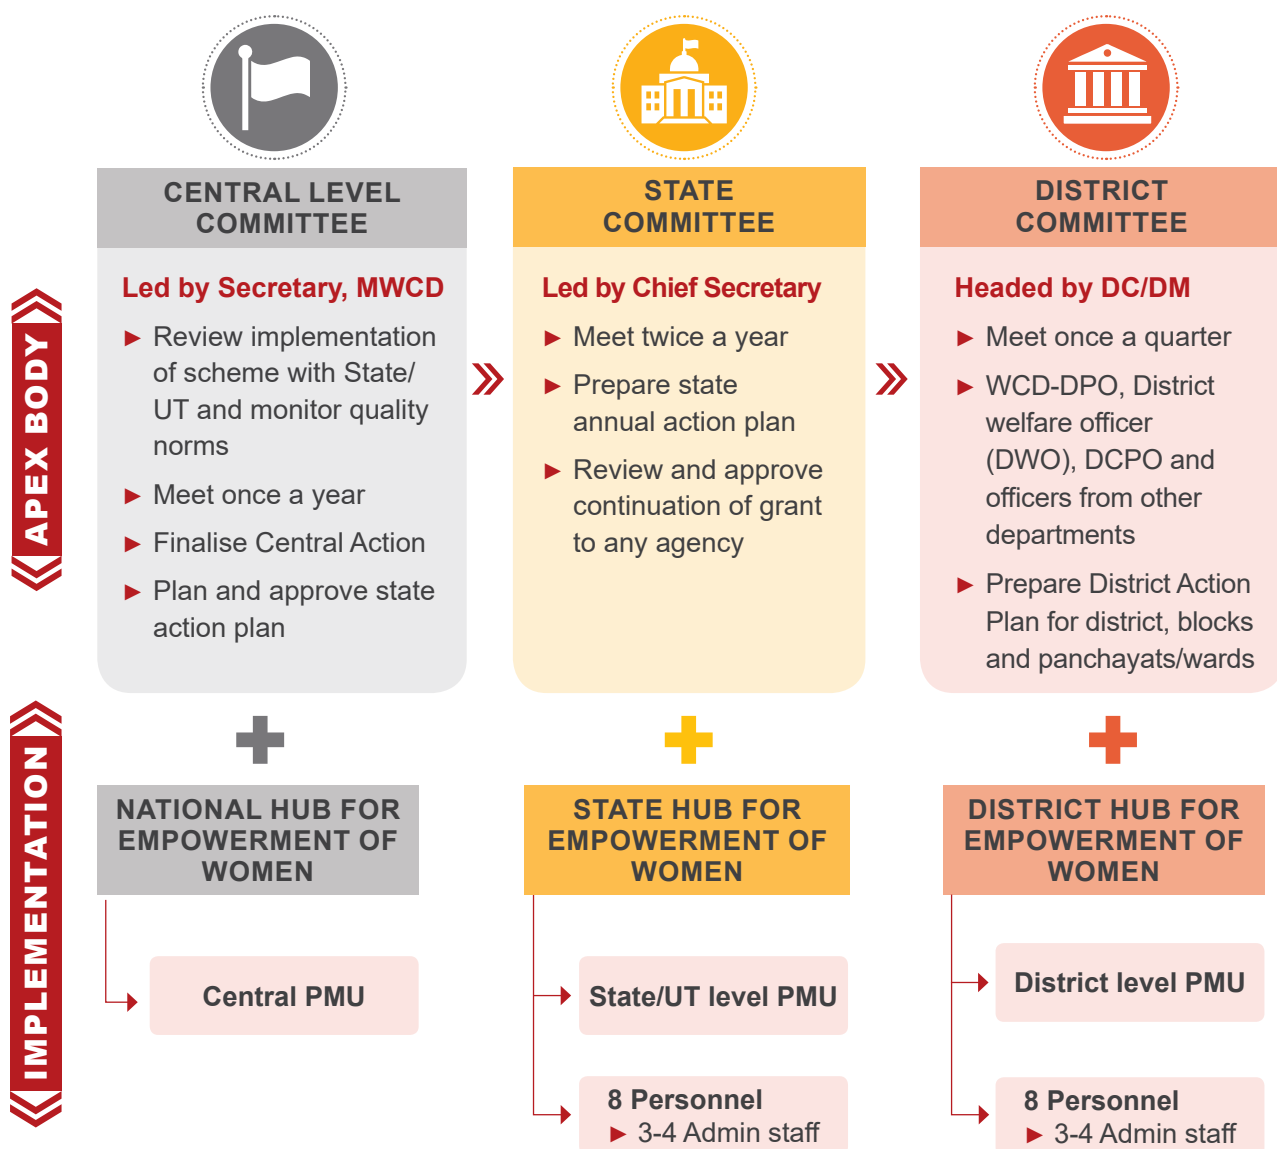 APEX BODY
CENTRAL LEVEL
COMMITTEE
Led by Secretary, MWCD
► Review implementation
of scheme with State/
UT and monitor quality
norms
► Meet once a year
► Finalise Central Action
► Plan and approve state
action plan
STATE
COMMITTEE
Led by Chief Secretary
► Meet twice a year
► Prepare state
annual action plan
► Review and approve
continuation of grant
to any agency
DISTRICT
COMMITTEE
Headed by DC/DM
► Meet once a quarter
► WCD-DPO, District
welfare officer
(DWO), DCPO and
officers from other
departments
► Prepare District Action
Plan for district, blocks
and panchayats/wards
IMPLEMENTATION
NATIONAL HUB FOR
EMPOWERMENT OF
WOMEN
Central PMU
STATE HUB FOR
EMPOWERMENT OF
WOMEN
State/UT level PMU
8 Personnel
► 3-4 Admin staff
DISTRICT HUB FOR
EMPOWERMENT OF
WOMEN
District level PMU
8 Personnel
► 3-4 Admin staff